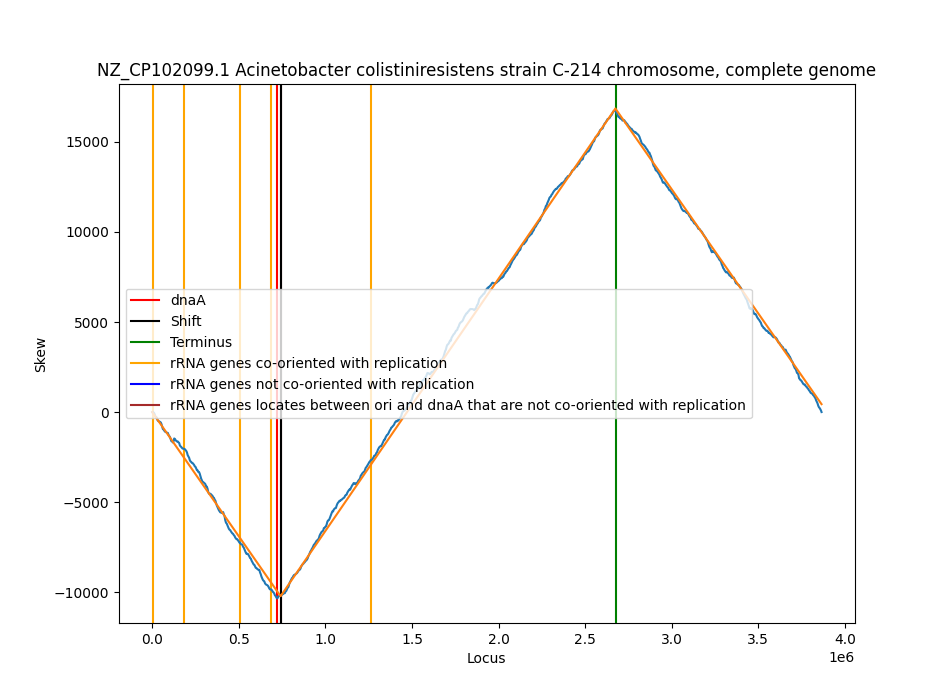 NZ_CP102099.1 Acinetobacter colistiniresistens strain C-214 chromosome, complete genome
15000
10000
5000
0
−5000
−10000
Skew
dnaA
Shift
Terminus
rRNA genes co-oriented with replication
rRNA genes not co-oriented with replication
rRNA genes locates between ori and dnaA that are not co-oriented with replication
0.0 0.5 1.0 1.5 2.0 2.5 3.0 3.5 4.0
1e6
Locus